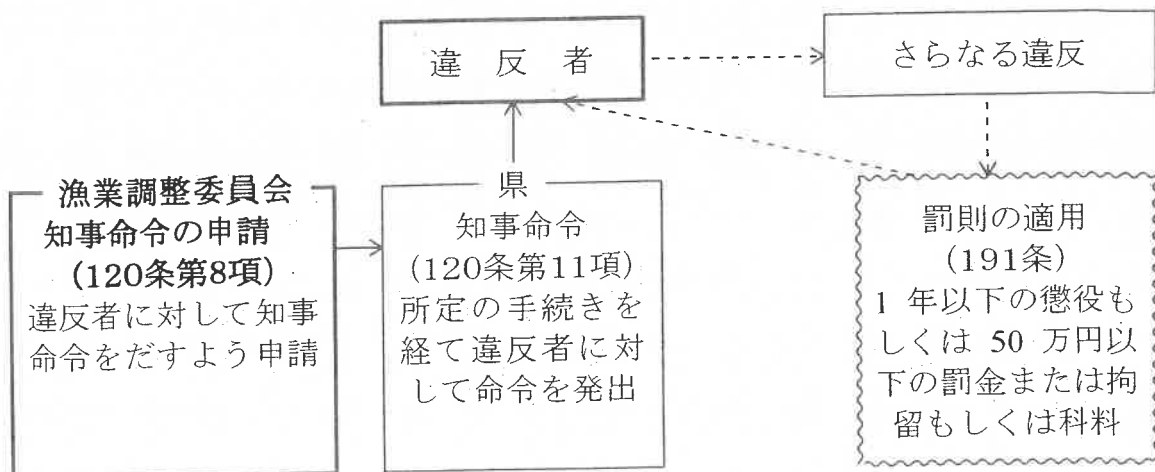 違 反 者
さらなる違反
漁業調整委員会
知事命令の申請
(120条第8項)
違反者に対して知事
命令をだすよう申請
県
知事命令
(120条第11項)
所定の手続きを
経て違反者に対
して命令を発出
罰則の適用
(191条)
1 年以下の懲役も
しくは 50 万円以
下の罰金または拘
留もしくは科料